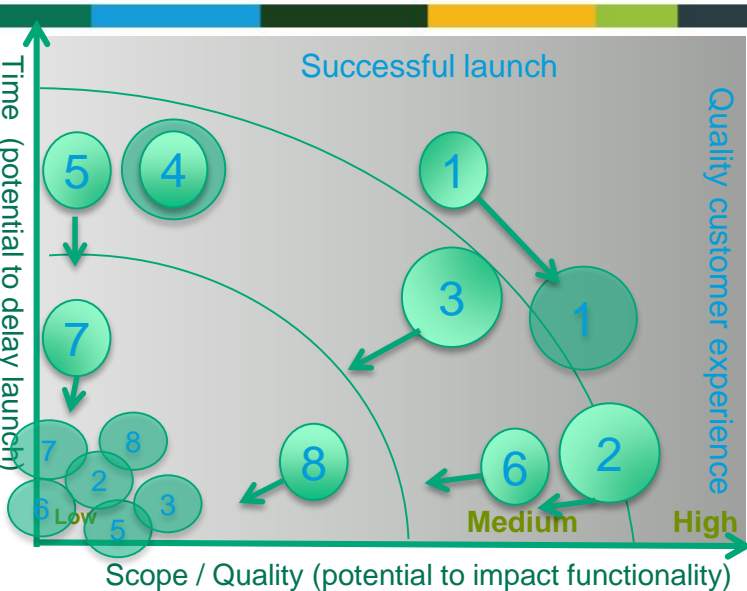 Successful launch
Time (potential to delay launch)
Quality customer experience
5
4
1
3
1
7
7
8
2
6
3
5
8
6
2
Low
Medium
High
Scope / Quality (potential to impact functionality)